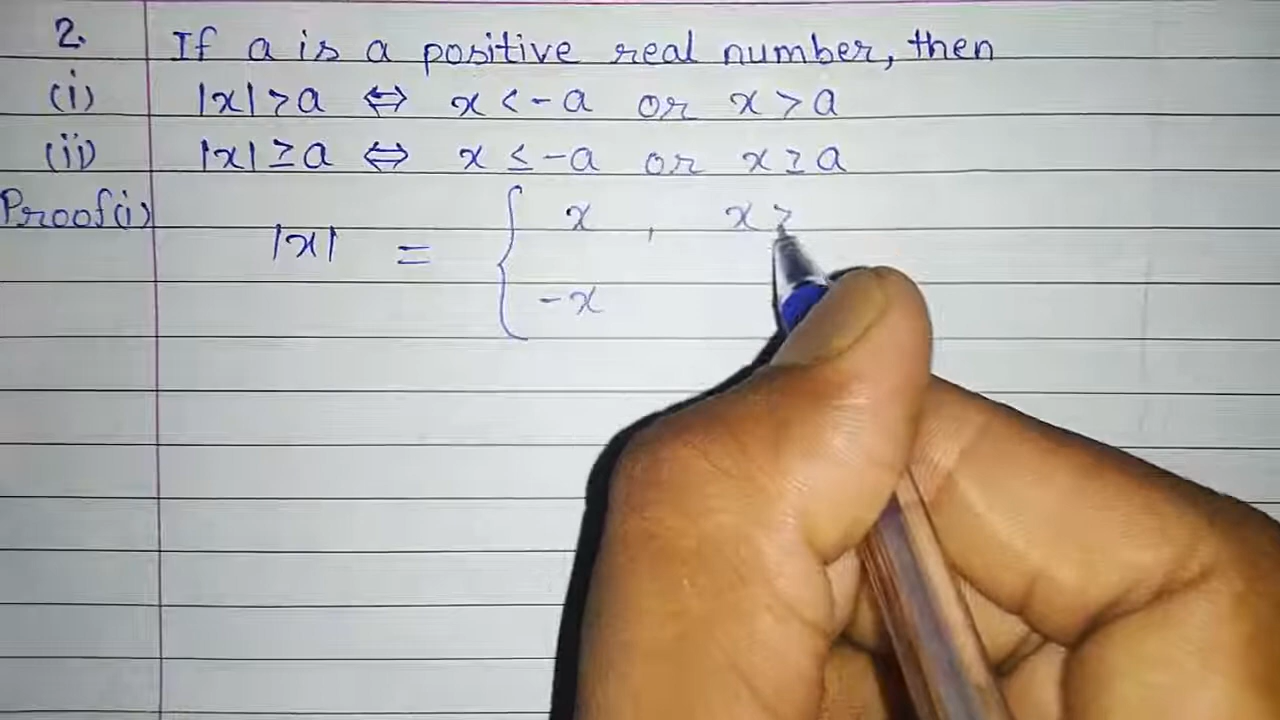 2. If a is a positive real number, then
(i) |x| > a ⇔ x < -a or x > a
(ii) |x| ≥ a ⇔ x ≤ -a or x ≥ a
Proof(i)
|x| = { x , x ≥
-x